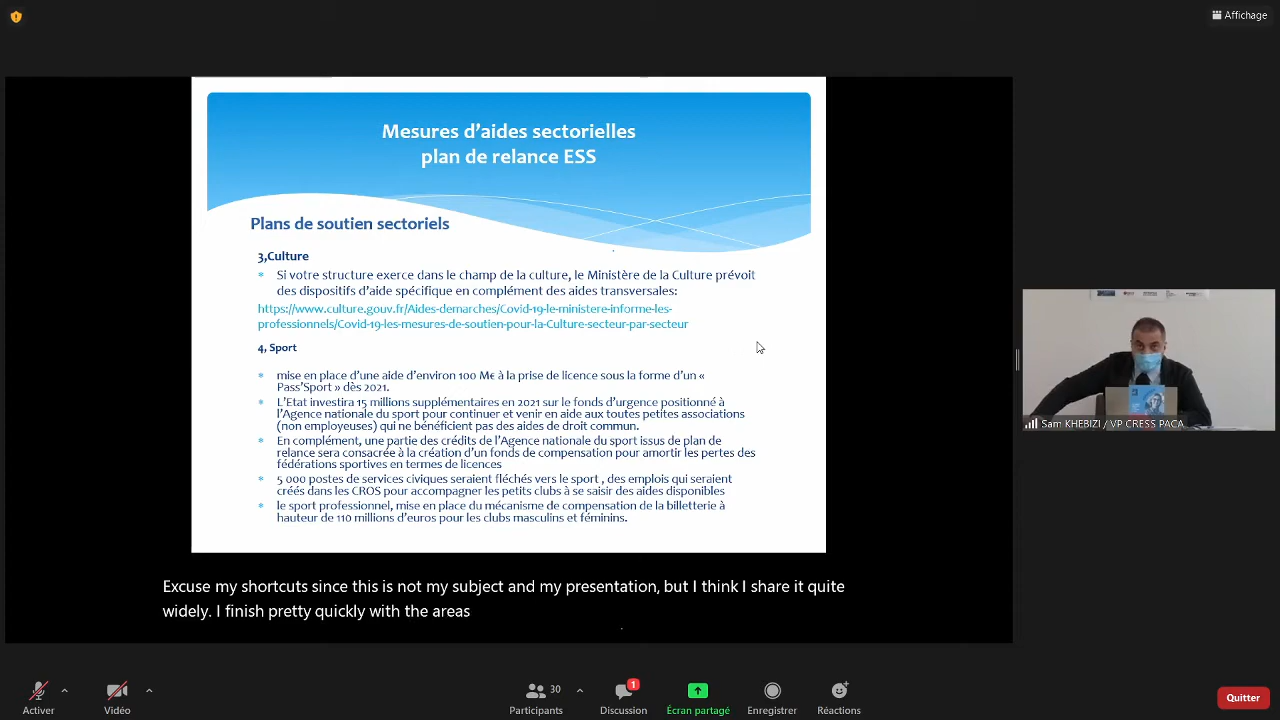 Affichage
Mesures d'aides sectorielles
plan de relance ESS
Plans de soutien sectoriels
3,Culture
Si votre structure exerce dans le champ de la culture, le Ministère de la Culture prévoit
des dispositifs d'aide spécifique en complément des aides transversales:
https://www.culture.gouv.fr/Aides-demarches/Covid-19-le-ministere-informe-les-
professionnels/Covid-19-les-mesures-de-soutien-pour-la-Culture-secteur-par-secteur
4, Sport
mise en place d'une aide d'environ 100 M€ à la prise de licence sous la forme d'un «
Pass'Sport » dès 2021.
L'Etat investira 15 millions supplémentaires en 2021 sur le fonds d'urgence positionné à
l'Agence nationale du sport pour continuer et venir en aide aux toutes petites associations
(non employeuses) qui ne bénéficient pas des aides de droit commun.
En complément, une partie des crédits de l'Agence nationale du sport issus de plan de
relance sera consacrée à la création d'un fonds de compensation pour amortir les pertes des
fédérations sportives en termes de licences
5 000 postes de services civiques seraient fléchés vers le sport , des emplois qui seraient
créés dans les CROS pour accompagner les petits clubs à se saisir des aides disponibles
le sport professionnel, mise en place du mécanisme de compensation de la billetterie à
hauteur de 110 millions d'euros pour les clubs masculins et féminins.
Sam KHEBIZI / VP CRESS PACA
Excuse my shortcuts since this is not my subject and my presentation, but I think I share it quite
widely. I finish pretty quickly with the areas
30
1
Activer
Vidéo
Participants
Discussion
Écran partagé
Enregistrer
Réactions
Quitter